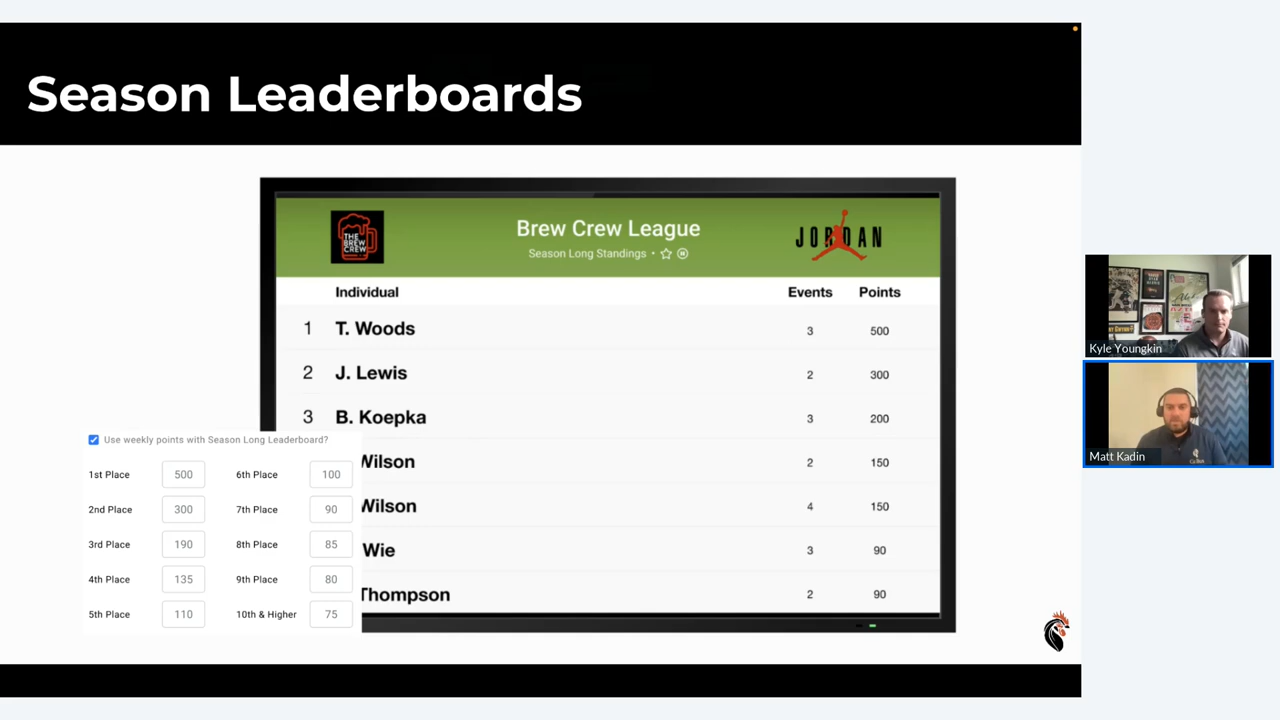 Season Leaderboards
THE
BREW
CREW
Brew Crew League
Season Long Standings •
JORDAN
Individual Events Points
1 T. Woods 3 500
2 J. Lewis 2 300
3 B. Koepka 3 200
Wilson 2 150
Wilson 4 150
Wie 3 90
Thompson 2 90
Use weekly points with Season Long Leaderboard?
1st Place 500 6th Place 100
2nd Place 300 7th Place 90
3rd Place 190 8th Place 85
4th Place 135 9th Place 80
5th Place 110 10th & Higher 75
Kyle Youngkin
Matt Kadin